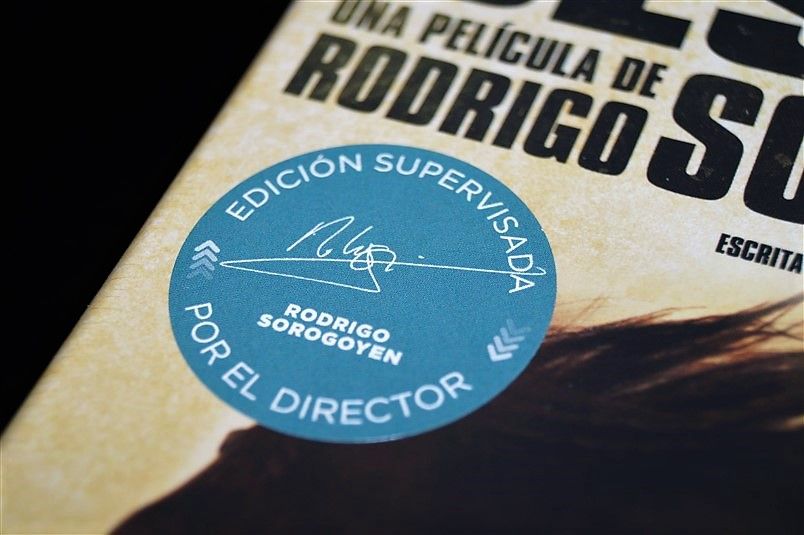 UNA PELÍCULA DE
RODRIGO
EDICIÓN SUPERVISADA
RODRIGO
SOROGOYEN
POR EL DIRECTOR
ESCRITA